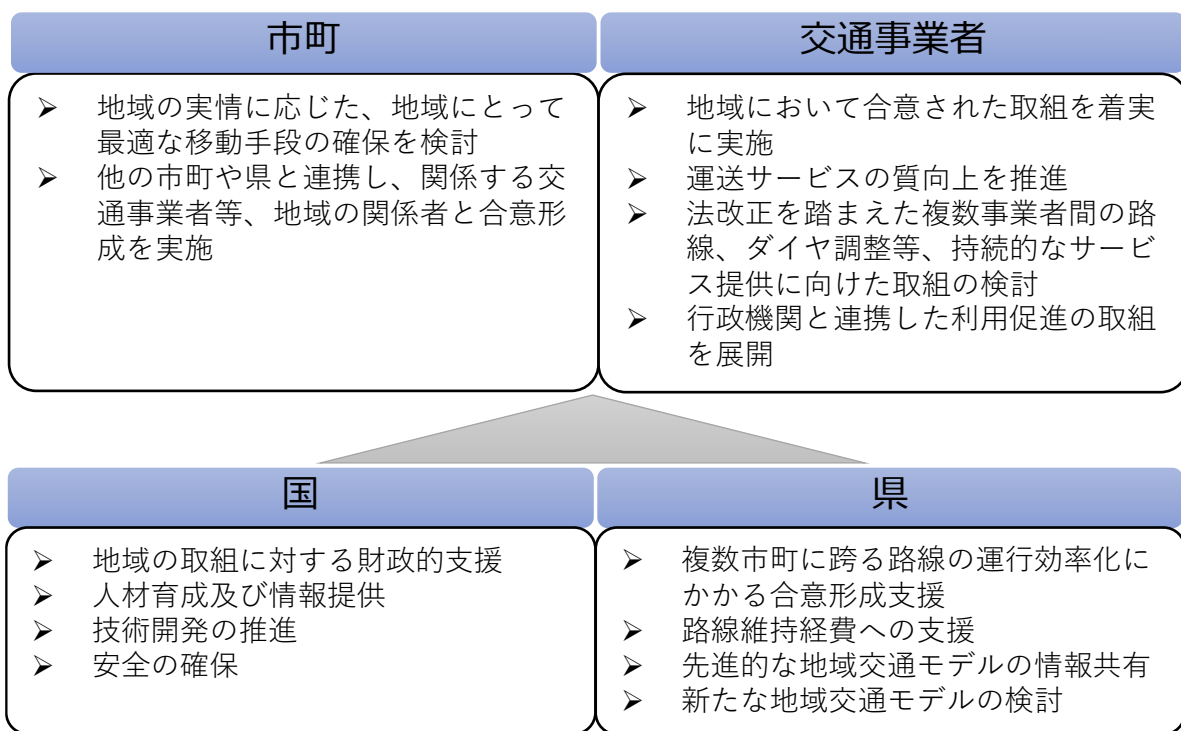 市町
➢ 地域の実情に応じた、地域にとって
最適な移動手段の確保を検討
➢ 他の市町や県と連携し、関係する交
通事業者等、地域の関係者と合意形
成を実施
交通事業者
➢ 地域において合意された取組を着実
に実施
➢ 運送サービスの質向上を推進
➢ 法改正を踏まえた複数事業者間の路
線、ダイヤ調整等、持続的なサービ
ス提供に向けた取組の検討
➢ 行政機関と連携した利用促進の取組
を展開
国
➢ 地域の取組に対する財政的支援
➢ 人材育成及び情報提供
➢ 技術開発の推進
➢ 安全の確保
県
➢ 複数市町に跨る路線の運行効率化に
かかる合意形成支援
➢ 路線維持経費への支援
➢ 先進的な地域交通モデルの情報共有
➢ 新たな地域交通モデルの検討